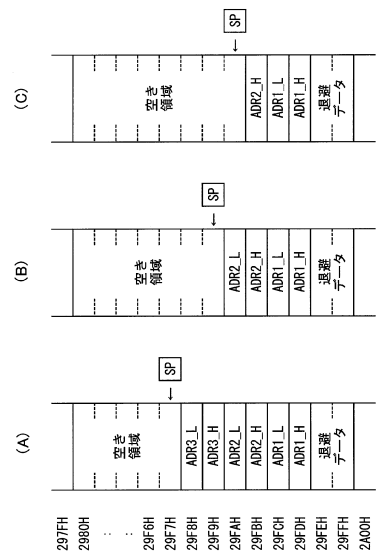 (A)
(B)
(C)
297FH
2980H
:
:
29F6H
29F7H
29F8H
29F9H
29FAH
29FBH
29FCH
29FDH
29FEH
29FFH
2A00H
空き
領域
ADR3_L
ADR3_H
ADR2_L
ADR2_H
ADR1_L
ADR1_H
退避
データ
← SP
空き
領域
ADR2_L
ADR2_H
ADR1_L
ADR1_H
退避
データ
← SP
空き
領域
ADR2_H
ADR1_L
ADR1_H
退避
データ
← SP